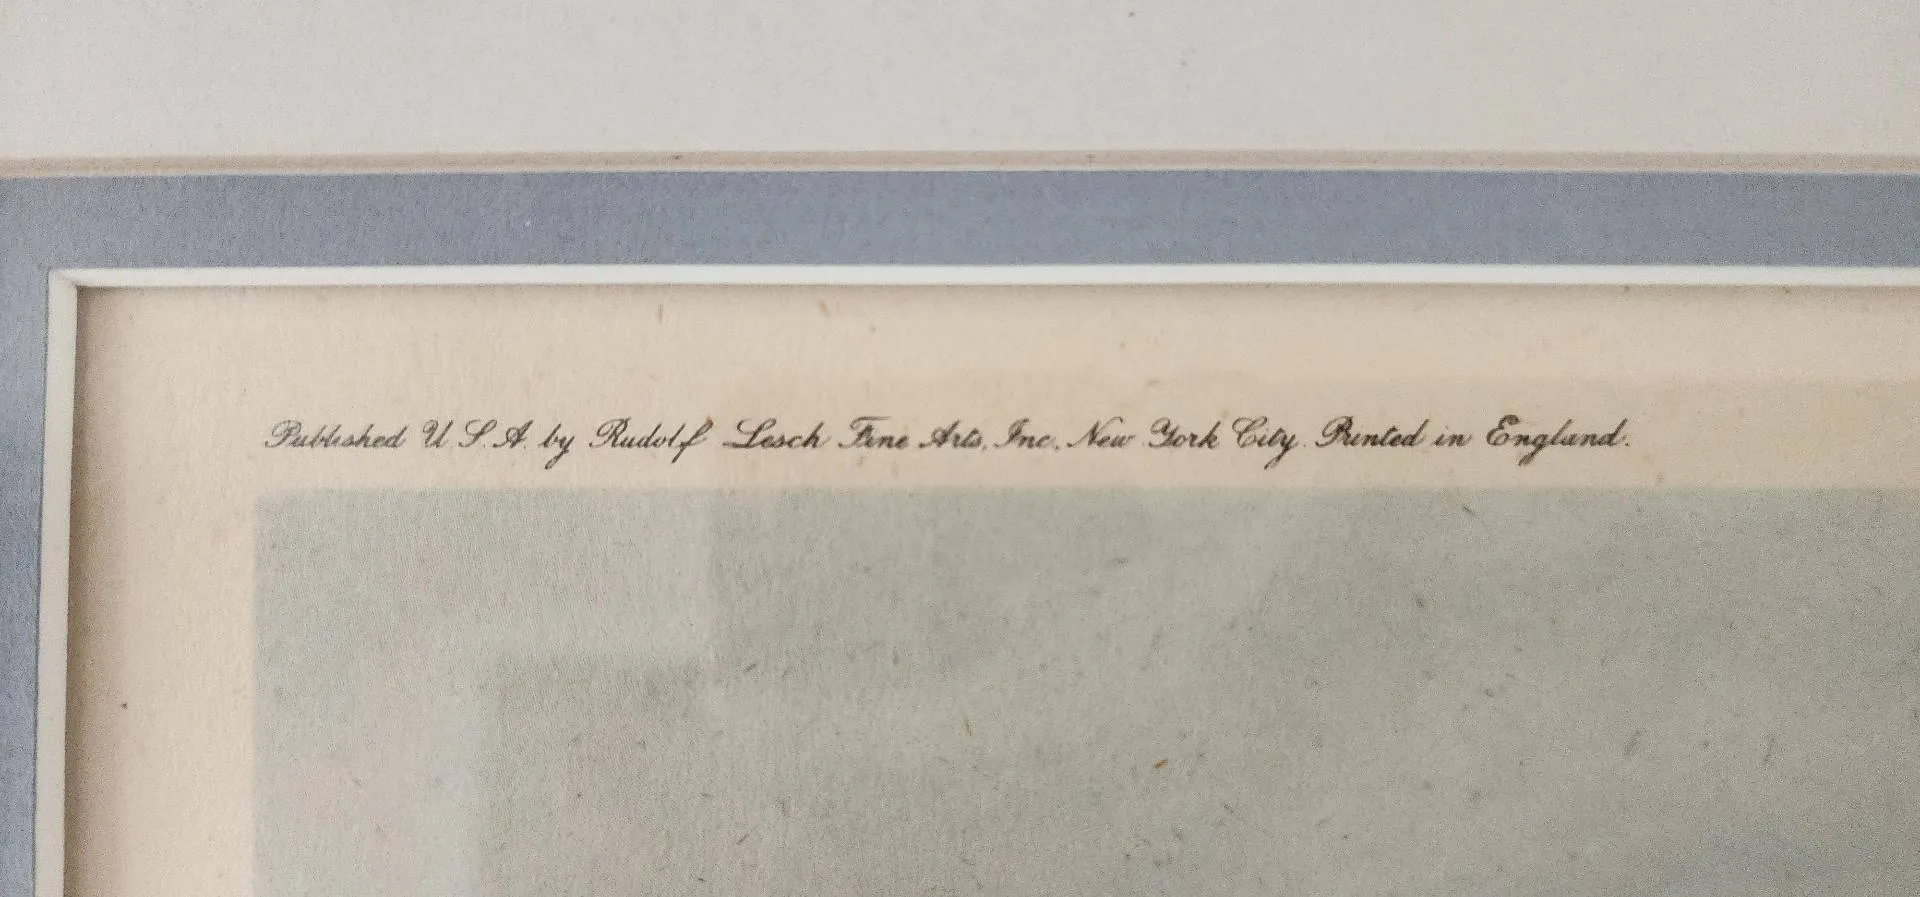 Published U.S.A. by Rudolf Lesch Fine Arts, Inc. New York City. Printed in England.